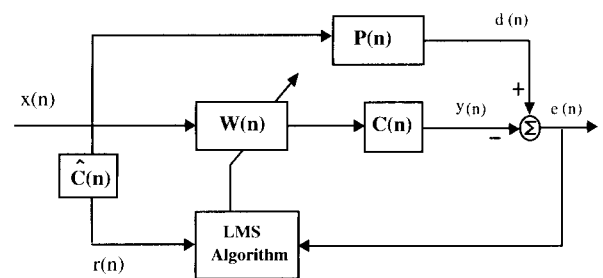 P(n)
d (n)
+
x(n)
W(n)
C(n)
y(n)
Σ
e (n)
−
Ĉ(n)
LMS
Algorithm
r(n)